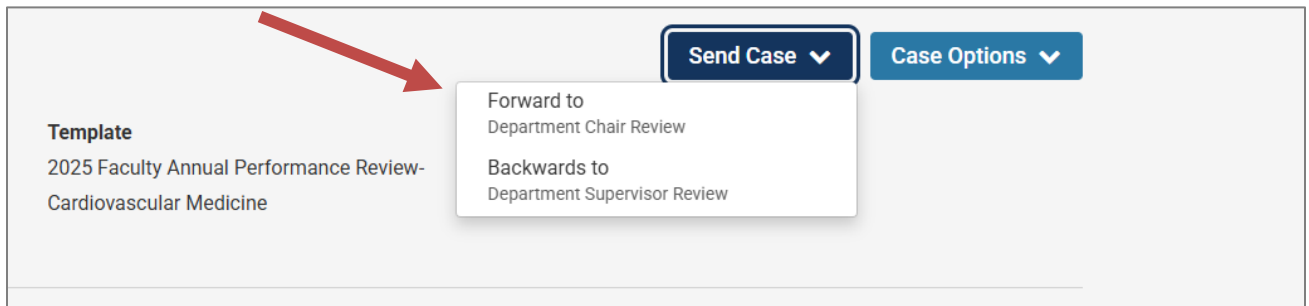 Send Case
Case Options
Forward to
Department Chair Review
Backwards to
Department Supervisor Review
Template
2025 Faculty Annual Performance Review-
Cardiovascular Medicine